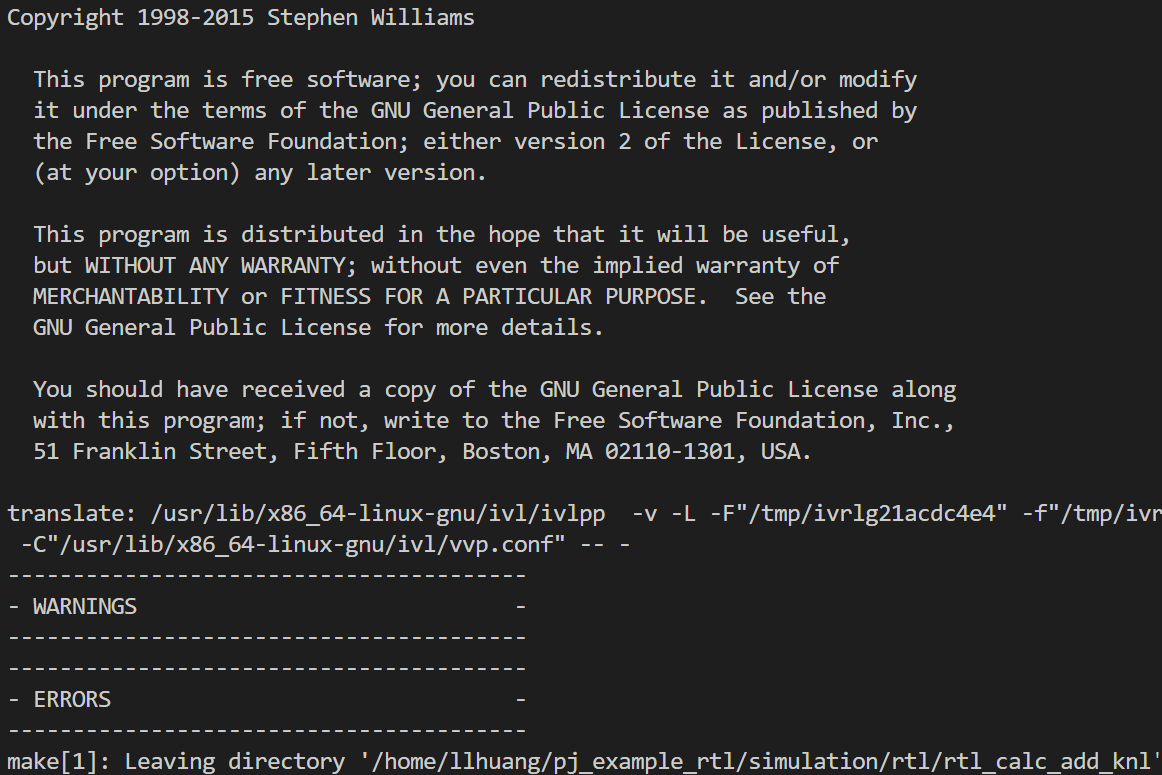 Copyright 1998-2015 Stephen Williams
This program is free software; you can redistribute it and/or modify
it under the terms of the GNU General Public License as published by
the Free Software Foundation; either version 2 of the License, or
(at your option) any later version.
This program is distributed in the hope that it will be useful,
but WITHOUT ANY WARRANTY; without even the implied warranty of
MERCHANTABILITY or FITNESS FOR A PARTICULAR PURPOSE.  See the
GNU General Public License for more details.
You should have received a copy of the GNU General Public License along
with this program; if not, write to the Free Software Foundation, Inc.,
51 Franklin Street, Fifth Floor, Boston, MA 02110-1301, USA.
translate: /usr/lib/x86_64-linux-gnu/ivl/ivlpp  -v -L -F"/tmp/ivrlg21acdc4e4" -f"/tmp/ivr
-C"/usr/lib/x86_64-linux-gnu/ivl/vvp.conf" -- -
----------------------------------------
- WARNINGS                             -
----------------------------------------
----------------------------------------
- ERRORS                               -
----------------------------------------
make[1]: Leaving directory '/home/llhuang/pj_example_rtl/simulation/rtl/rtl_calc_add_knl'